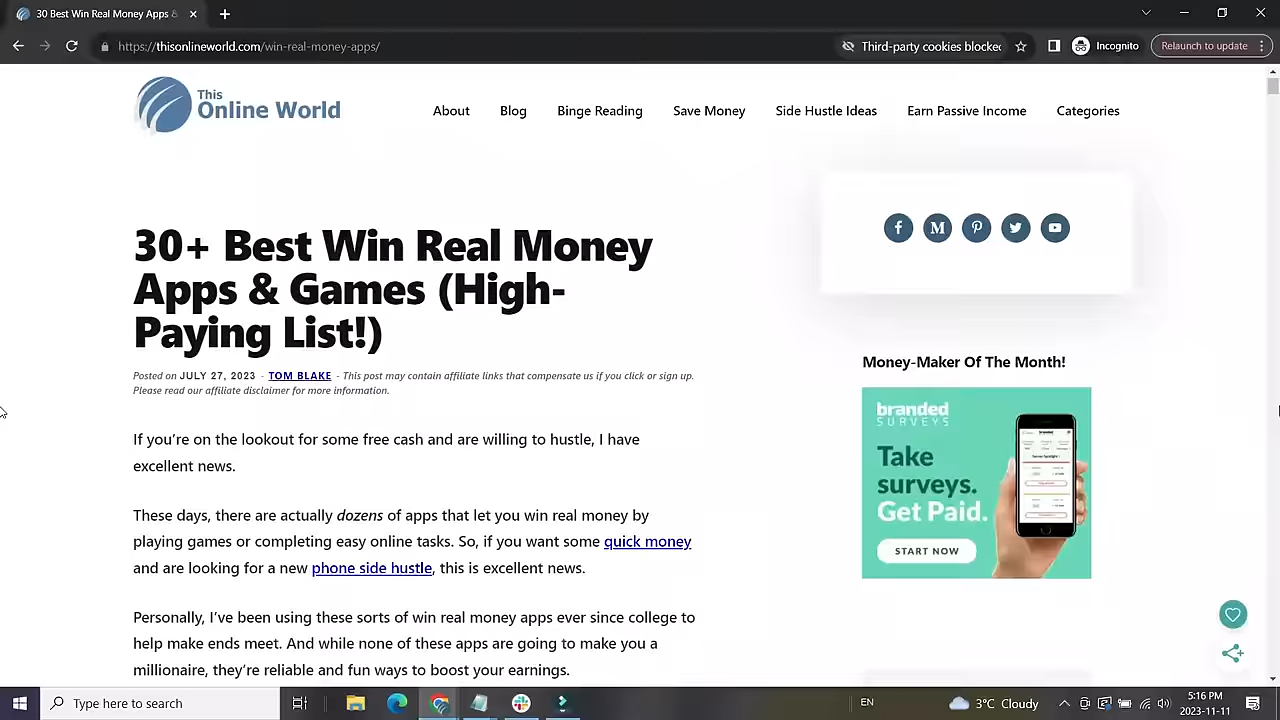 30 Best Win Real Money Apps &
https://thisonlineworld.com/win-real-money-apps/
Third-party cookies blocked
Incognito
Relaunch to update
This
Online World
About
Blog
Binge Reading
Save Money
Side Hustle Ideas
Earn Passive Income
Categories
30+ Best Win Real Money
Apps & Games (High-
Paying List!)
Posted on JULY 27, 2023 - TOM BLAKE - This post may contain affiliate links that compensate us if you click or sign up.
Please read our affiliate disclaimer for more information.
If you're on the lookout for some free cash and are willing to hustle, I have
excellent news.
These days, there are actually dozens of apps that let you win real money by
playing games or completing easy online tasks. So, if you want some quick money
and are looking for a new phone side hustle, this is excellent news.
Personally, I've been using these sorts of win real money apps ever since college to
help make ends meet. And while none of these apps are going to make you a
millionaire, they're reliable and fun ways to boost your earnings.
Money-Maker Of The Month!
branded
SURVEYS
Take
surveys.
Get Paid.
START NOW
Type here to search
EN
3°C Cloudy
5:16 PM
2023-11-11